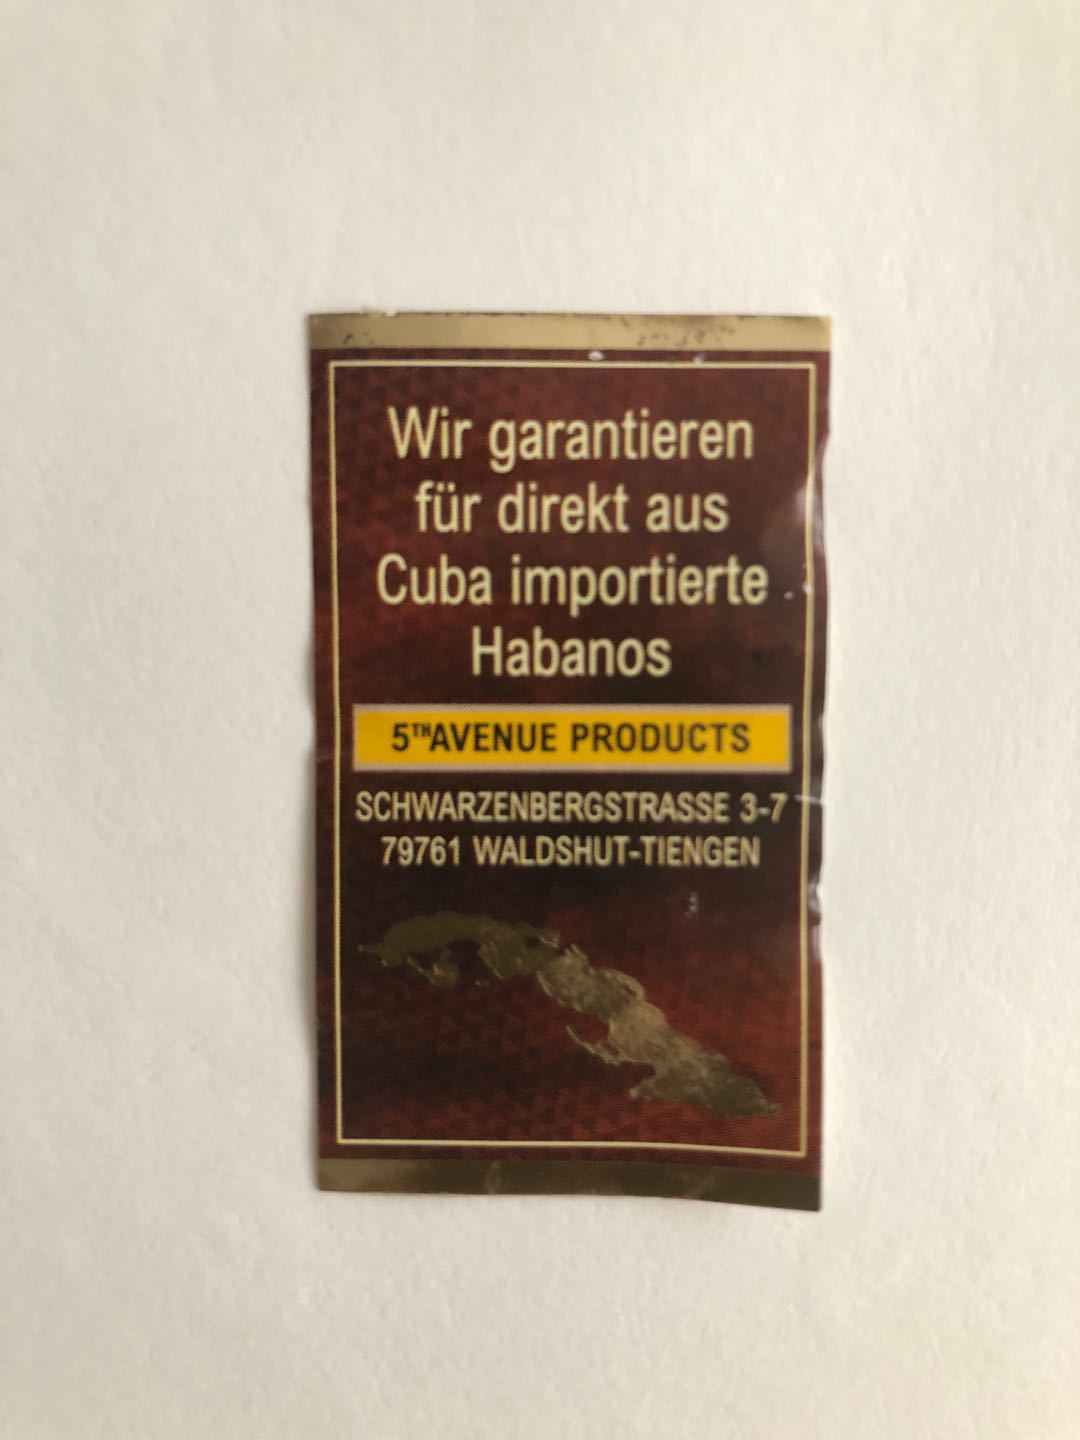 Wir garantieren
für direkt aus
Cuba importierte
Habanos
5THAVENUE PRODUCTS
SCHWARZENBERGSTRASSE 3-7
79761 WALDSHUT-TIENGEN